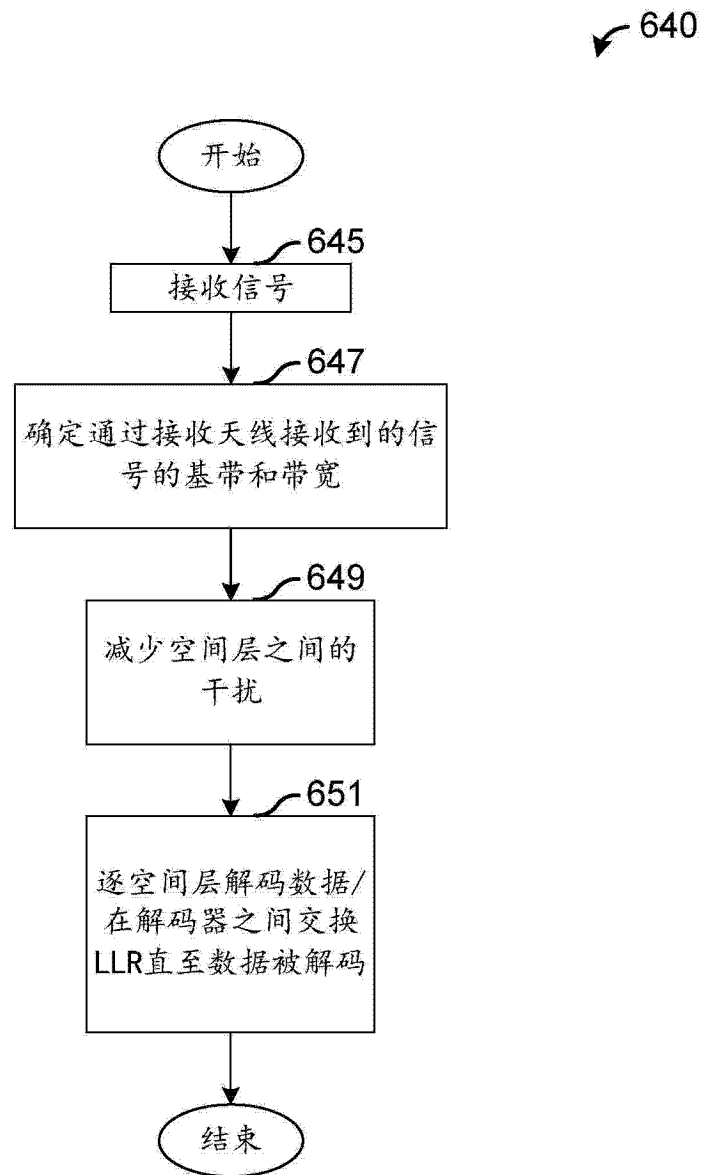 640
开始
645
接收信号
647
确定通过接收天线接收到的信
号的基带和带宽
649
减少空间层之间的
干扰
651
逐空间层解码数据/
在解码器之间交换
LLR直至数据被解码
结束